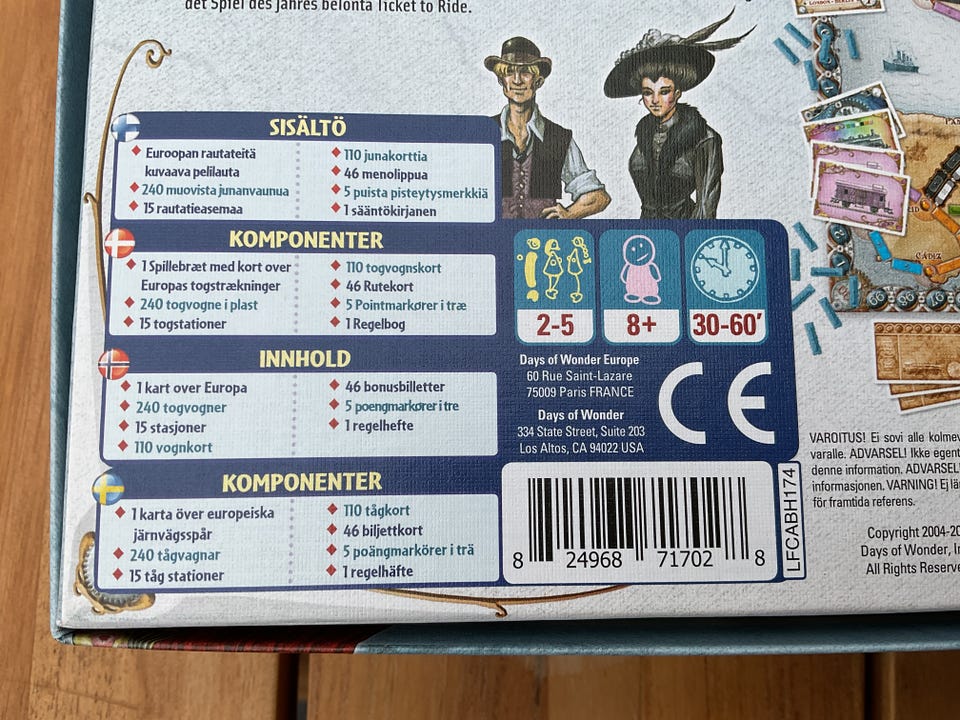 det Spiel des Jahres belönta Ticket to Ride.
LONDON - BERLIN
SISÄLTÖ
Euroopan rautateitä
kuvaava pelilauta
240 muovista junanvaunua
15 rautatieasemaa
110 junakorttia
46 menolippua
5 puista pisteytysmerkkiä
1 sääntökirjanen
KOMPONENTER
1 Spillebræt med kort over
Europas togstrækninger
240 togvogne i plast
15 togstationer
110 togvognskort
46 Rutekort
5 Pointmarkører i træ
1 Regelbog
INNHOLD
1 kart over Europa
240 togvogner
15 stasjoner
110 vognkort
46 bonusbilletter
5 poengmarkører i tre
1 regelhefte
KOMPONENTER
1 karta över europeiska
järnvägsspår
240 tågvagnar
15 tåg stationer
110 tågkort
46 biljettkort
5 poängmarkörer i trä
1 regelhäfte
2-5
8+
30-60’
Days of Wonder Europe
60 Rue Saint-Lazare
75009 Paris FRANCE
Days of Wonder
334 State Street, Suite 203
Los Altos, CA 94022 USA
CE
8 24968 71702 8
LFCABH174
CÁDIZ
VAROITUS! Ei sovi alle kolmev
varalle. ADVARSEL! Ikke egent
denne information. ADVARSEL!
informasjonen. VARNING! Ej lä
för framtida referens.
Copyright 2004-20
Days of Wonder, In
All Rights Reserve